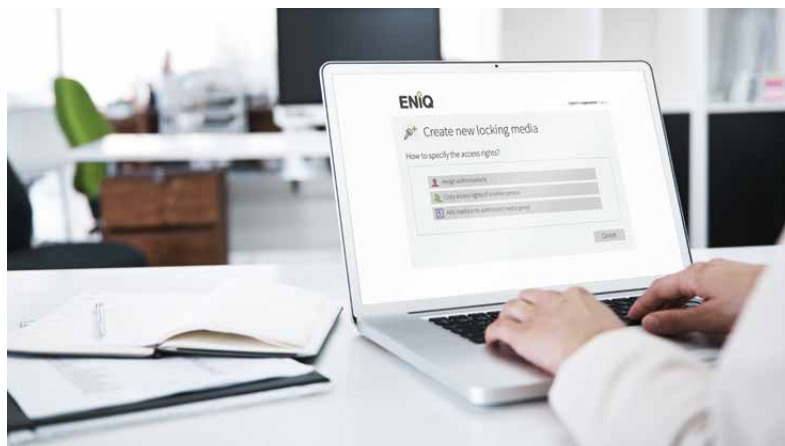 ENiQ
Create new locking media
How to specify the access rights?
Assign authorisations
Copy access rights of another person
Add media into authorised media group
Cancel